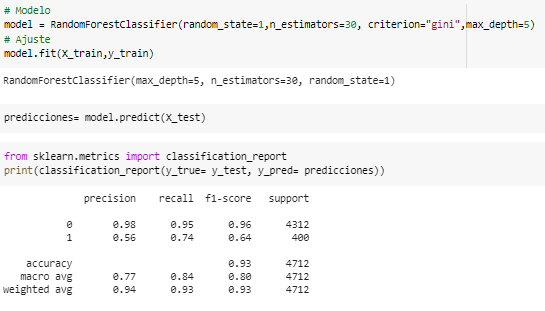 # Modelo
model = RandomForestClassifier(random_state=1,n_estimators=30, criterion="gini",max_depth=5)
# Ajuste
model.fit(X_train,y_train)
RandomForestClassifier(max_depth=5, n_estimators=30, random_state=1)
predicciones= model.predict(X_test)
from sklearn.metrics import classification_report
print(classification_report(y_true= y_test, y_pred= predicciones))
precision recall f1-score support
0 0.98 0.95 0.96 4312
1 0.56 0.74 0.64 400
accuracy 0.93 4712
macro avg 0.77 0.84 0.80 4712
weighted avg 0.94 0.93 0.93 4712